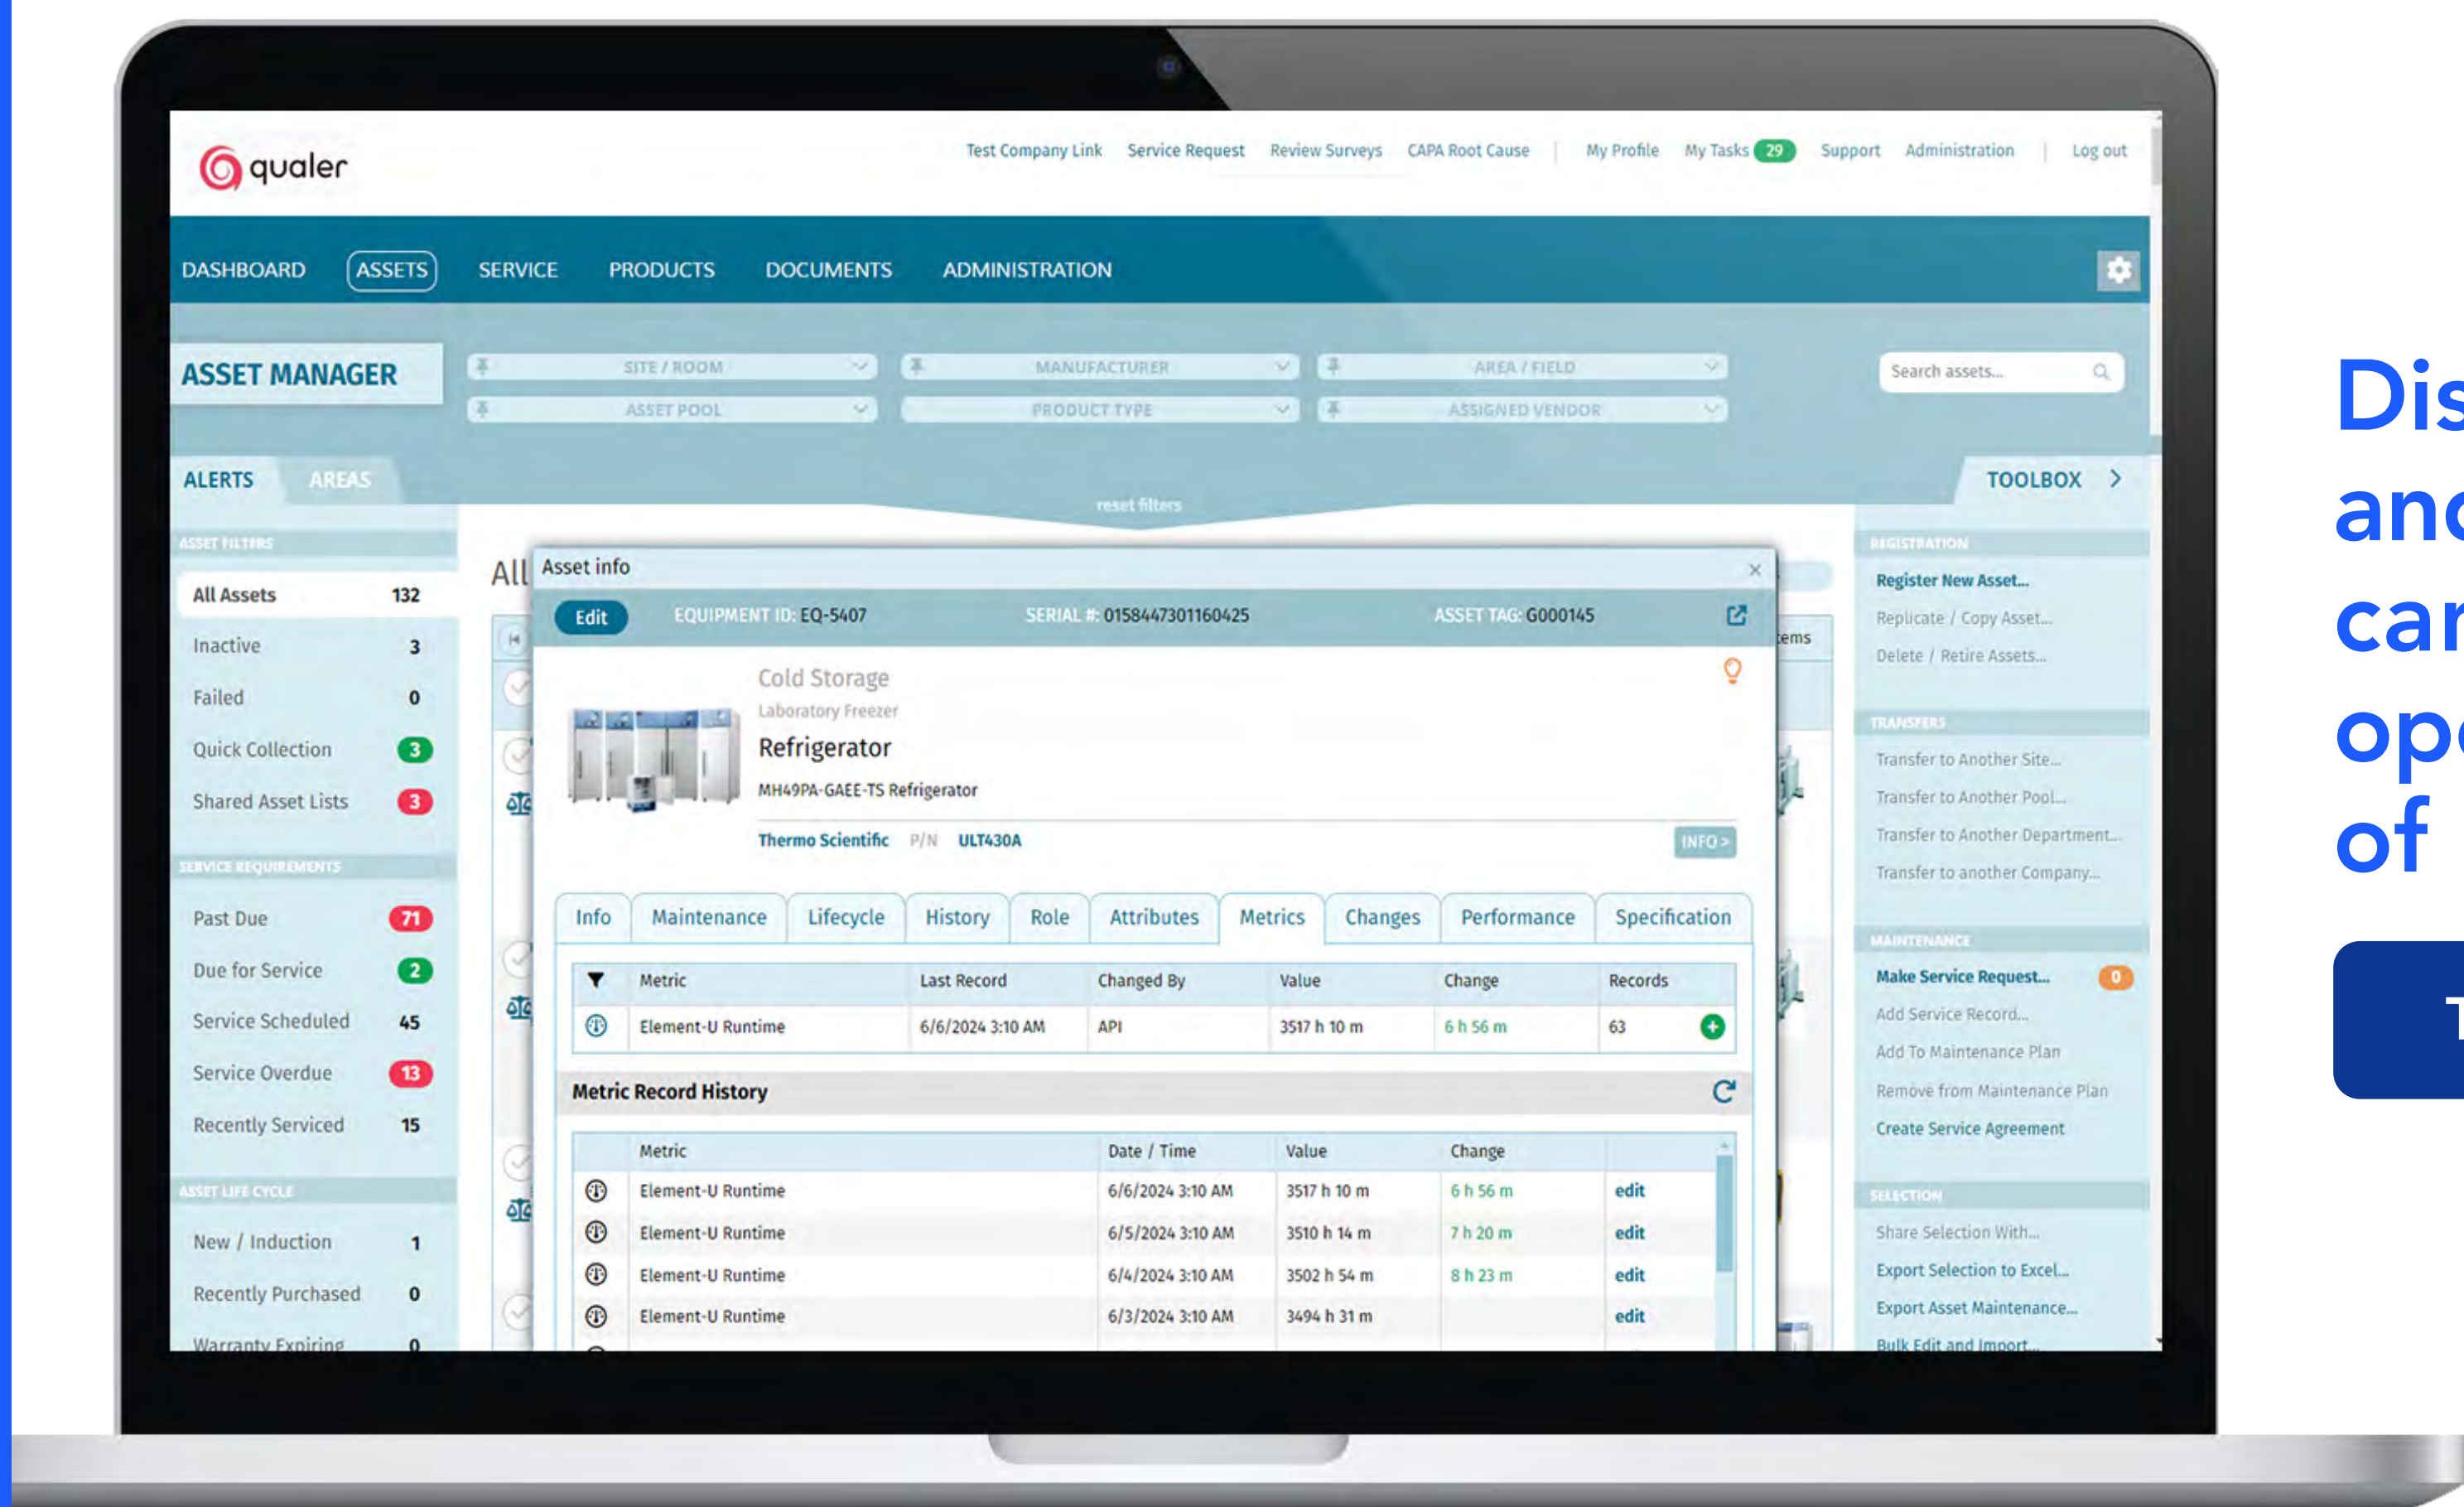 qualer
Test Company Link Service Request Review Surveys CAPA Root Cause My Profile My Tasks 29 Support Administration Log out
DASHBOARD ASSETS SERVICE PRODUCTS DOCUMENTS ADMINISTRATION
ASSET MANAGER
SITE / ROOM MANUFACTURER AREA / FIELD
Search assets...
ASSET POOL PRODUCT TYPE ASSIGNED VENDOR
ALERTS AREAS
reset filters
TOOLBOX >
ASSET FILTERS
All Assets 132
Inactive 3
Failed 0
Quick Collection 3
Shared Asset Lists 3
SERVICE REQUIREMENTS
Past Due 71
Due for Service 2
Service Scheduled 45
Service Overdue 13
Recently Serviced 15
ASSET LIFE CYCLE
New / Induction 1
Recently Purchased 0
Warranty Expiring 0
All
Asset info
Edit EQUIPMENT ID: EQ-5407 SERIAL #: 0158447301160425 ASSET TAG: G000145
Cold Storage
Laboratory Freezer
Refrigerator
MH49PA-GAEE-TS Refrigerator
Thermo Scientific P/N ULT430A INFO >
Info Maintenance Lifecycle History Role Attributes Metrics Changes Performance Specification
Metric Last Record Changed By Value Change Records
Element-U Runtime 6/6/2024 3:10 AM API 3517 h 10 m 6 h 56 m 63
Metric Record History
Metric Date / Time Value Change
Element-U Runtime 6/6/2024 3:10 AM 3517 h 10 m 6 h 56 m edit
Element-U Runtime 6/5/2024 3:10 AM 3510 h 14 m 7 h 20 m edit
Element-U Runtime 6/4/2024 3:10 AM 3502 h 54 m 8 h 23 m edit
Element-U Runtime 6/3/2024 3:10 AM 3494 h 31 m edit
ems
REGISTRATION
Register New Asset...
Replicate / Copy Asset...
Delete / Retire Assets...
TRANSFERS
Transfer to Another Site...
Transfer to Another Pool...
Transfer to Another Department...
Transfer to another Company...
MAINTENANCE
Make Service Request... 0
Add Service Record...
Add To Maintenance Plan
Remove from Maintenance Plan
Create Service Agreement
SELECTION
Share Selection With...
Export Selection to Excel...
Export Asset Maintenance...
Bulk Edit and Import...
Dis
and
car
ope
of
T